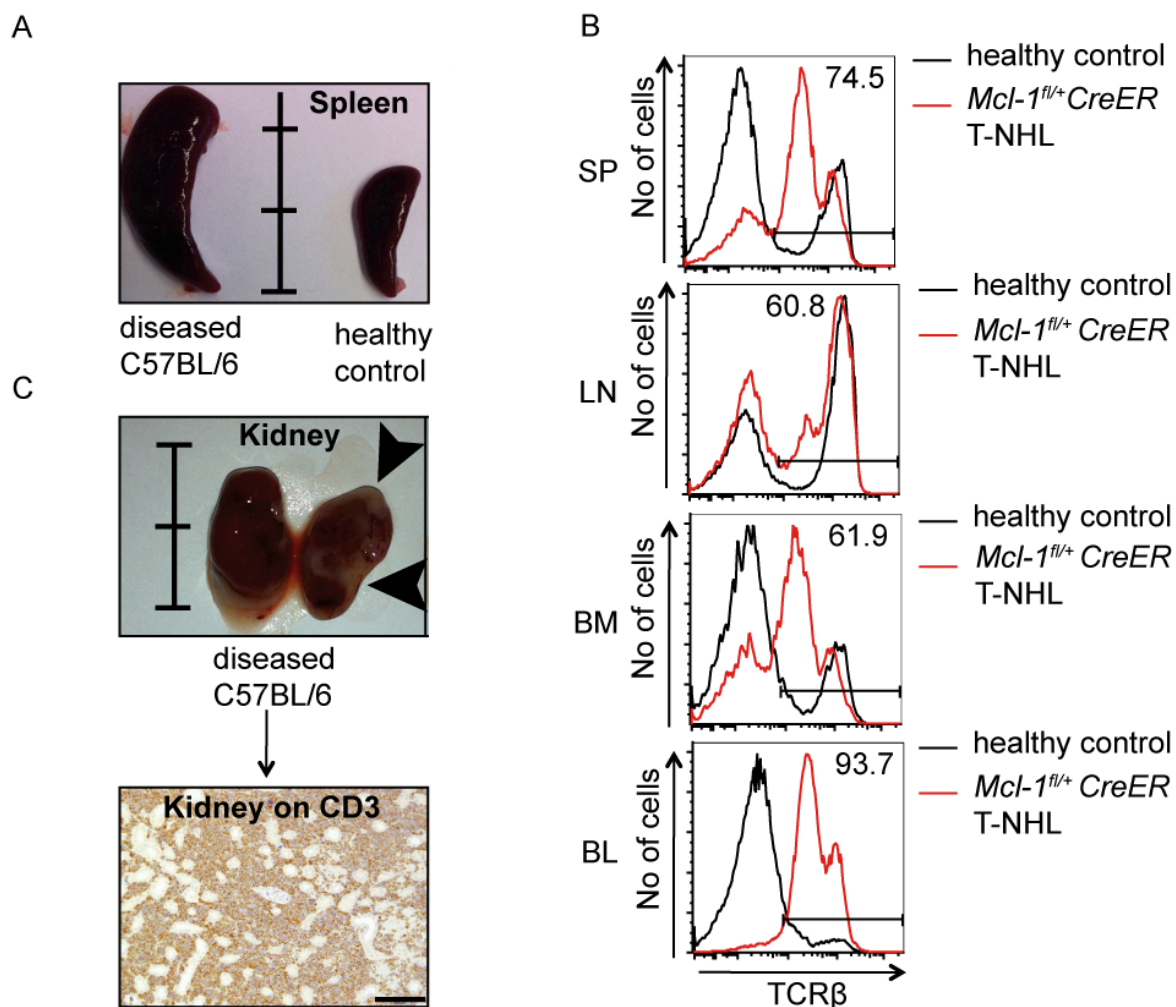 A
Spleen
diseased
C57BL/6
healthy
control
B
SP
No of cells
74.5
healthy control
Mcl-1fl/+CreER
T-NHL
LN
No of cells
60.8
healthy control
Mcl-1fl/+ CreER
T-NHL
BM
No of cells
61.9
healthy control
Mcl-1fl/+ CreER
T-NHL
BL
No of cells
93.7
healthy control
Mcl-1fl/+ CreER
T-NHL
TCRβ
C
Kidney
diseased
C57BL/6
Kidney on CD3